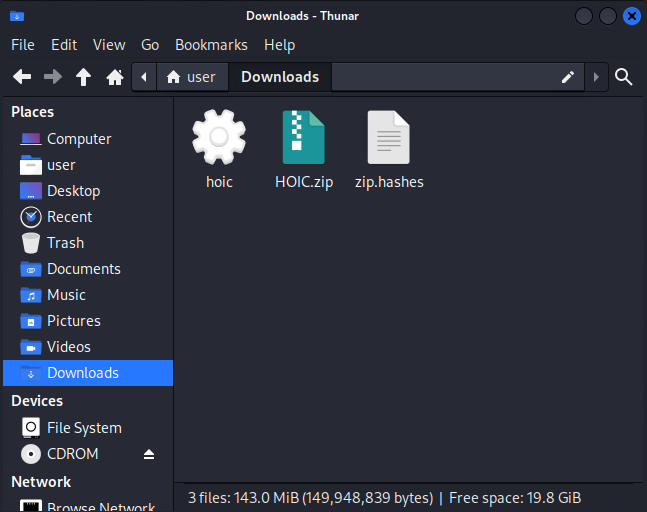 Downloads - Thunar
File Edit View Go Bookmarks Help
user Downloads
Places
Computer
user
Desktop
Recent
Trash
Documents
Music
Pictures
Videos
Downloads
Devices
File System
CDROM
Network
Browse Network
hoic HOIC.zip zip.hashes
3 files: 143.0 MiB (149,948,839 bytes) | Free space: 19.8 GiB